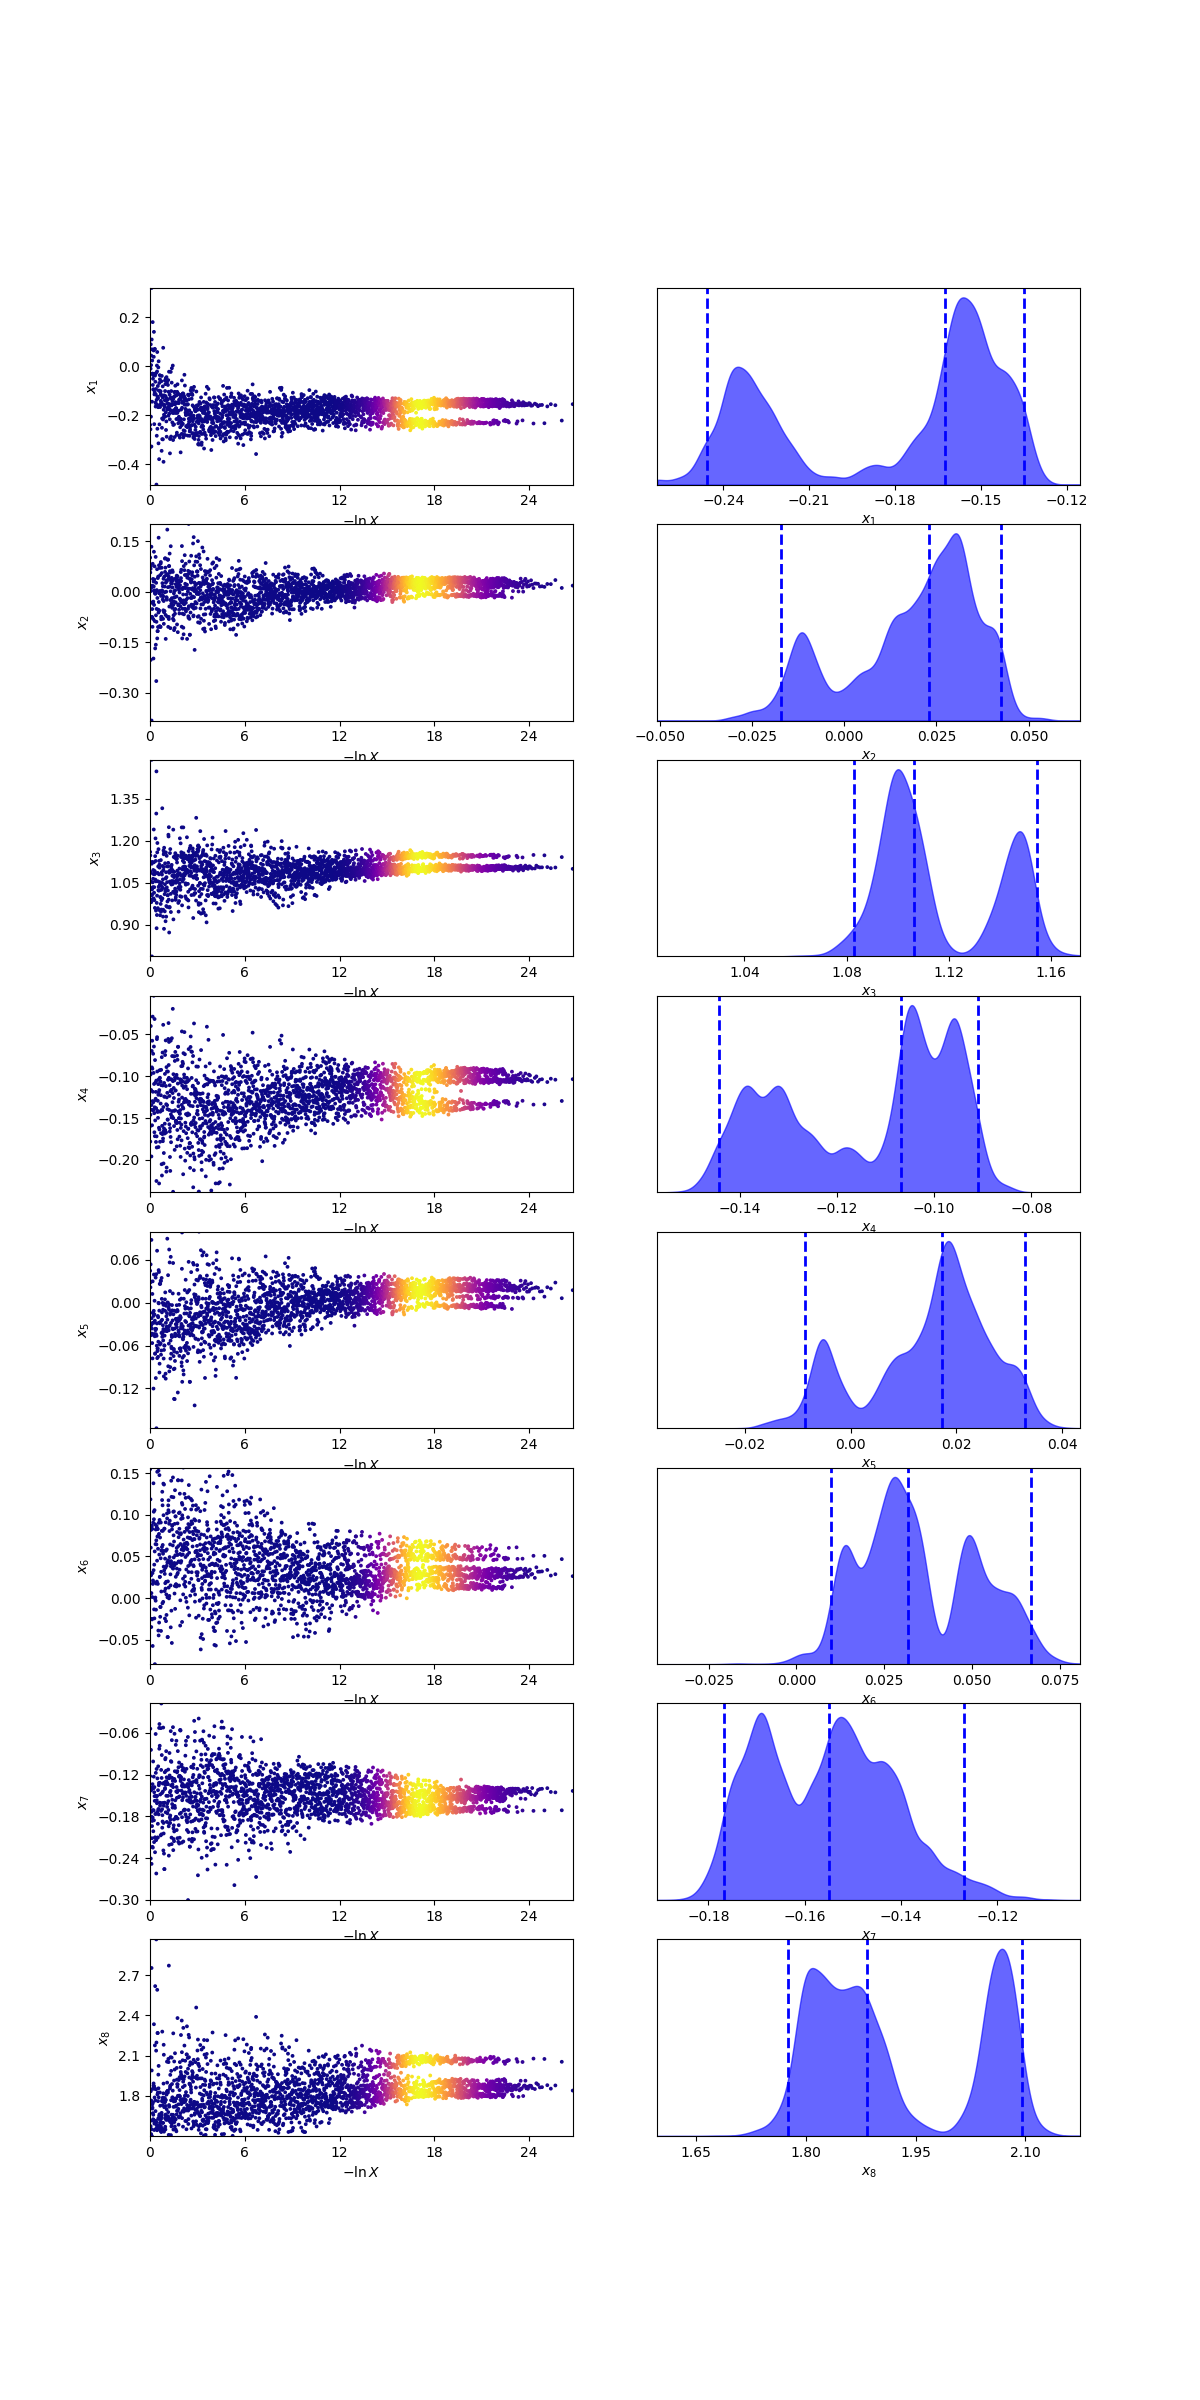 0.2
0.0
−0.2
−0.4
x₁
0 6 12 18 24
−ln X
−0.24 −0.21 −0.18 −0.15 −0.12
x₁
0.15
0.00
−0.15
−0.30
x₂
0 6 12 18 24
−ln X
−0.050 −0.025 0.000 0.025 0.050
x₂
1.35
1.20
1.05
0.90
x₃
0 6 12 18 24
−ln X
1.04 1.08 1.12 1.16
x₃
−0.05
−0.10
−0.15
−0.20
x₄
0 6 12 18 24
−ln X
−0.14 −0.12 −0.10 −0.08
x₄
0.06
0.00
−0.06
−0.12
x₅
0 6 12 18 24
−ln X
−0.02 0.00 0.02 0.04
x₅
0.15
0.10
0.05
0.00
−0.05
x₆
0 6 12 18 24
−ln X
−0.025 0.000 0.025 0.050 0.075
x₆
−0.06
−0.12
−0.18
−0.24
−0.30
x₇
0 6 12 18 24
−ln X
−0.18 −0.16 −0.14 −0.12
x₇
2.7
2.4
2.1
1.8
x₈
0 6 12 18 24
−ln X
1.65 1.80 1.95 2.10
x₈